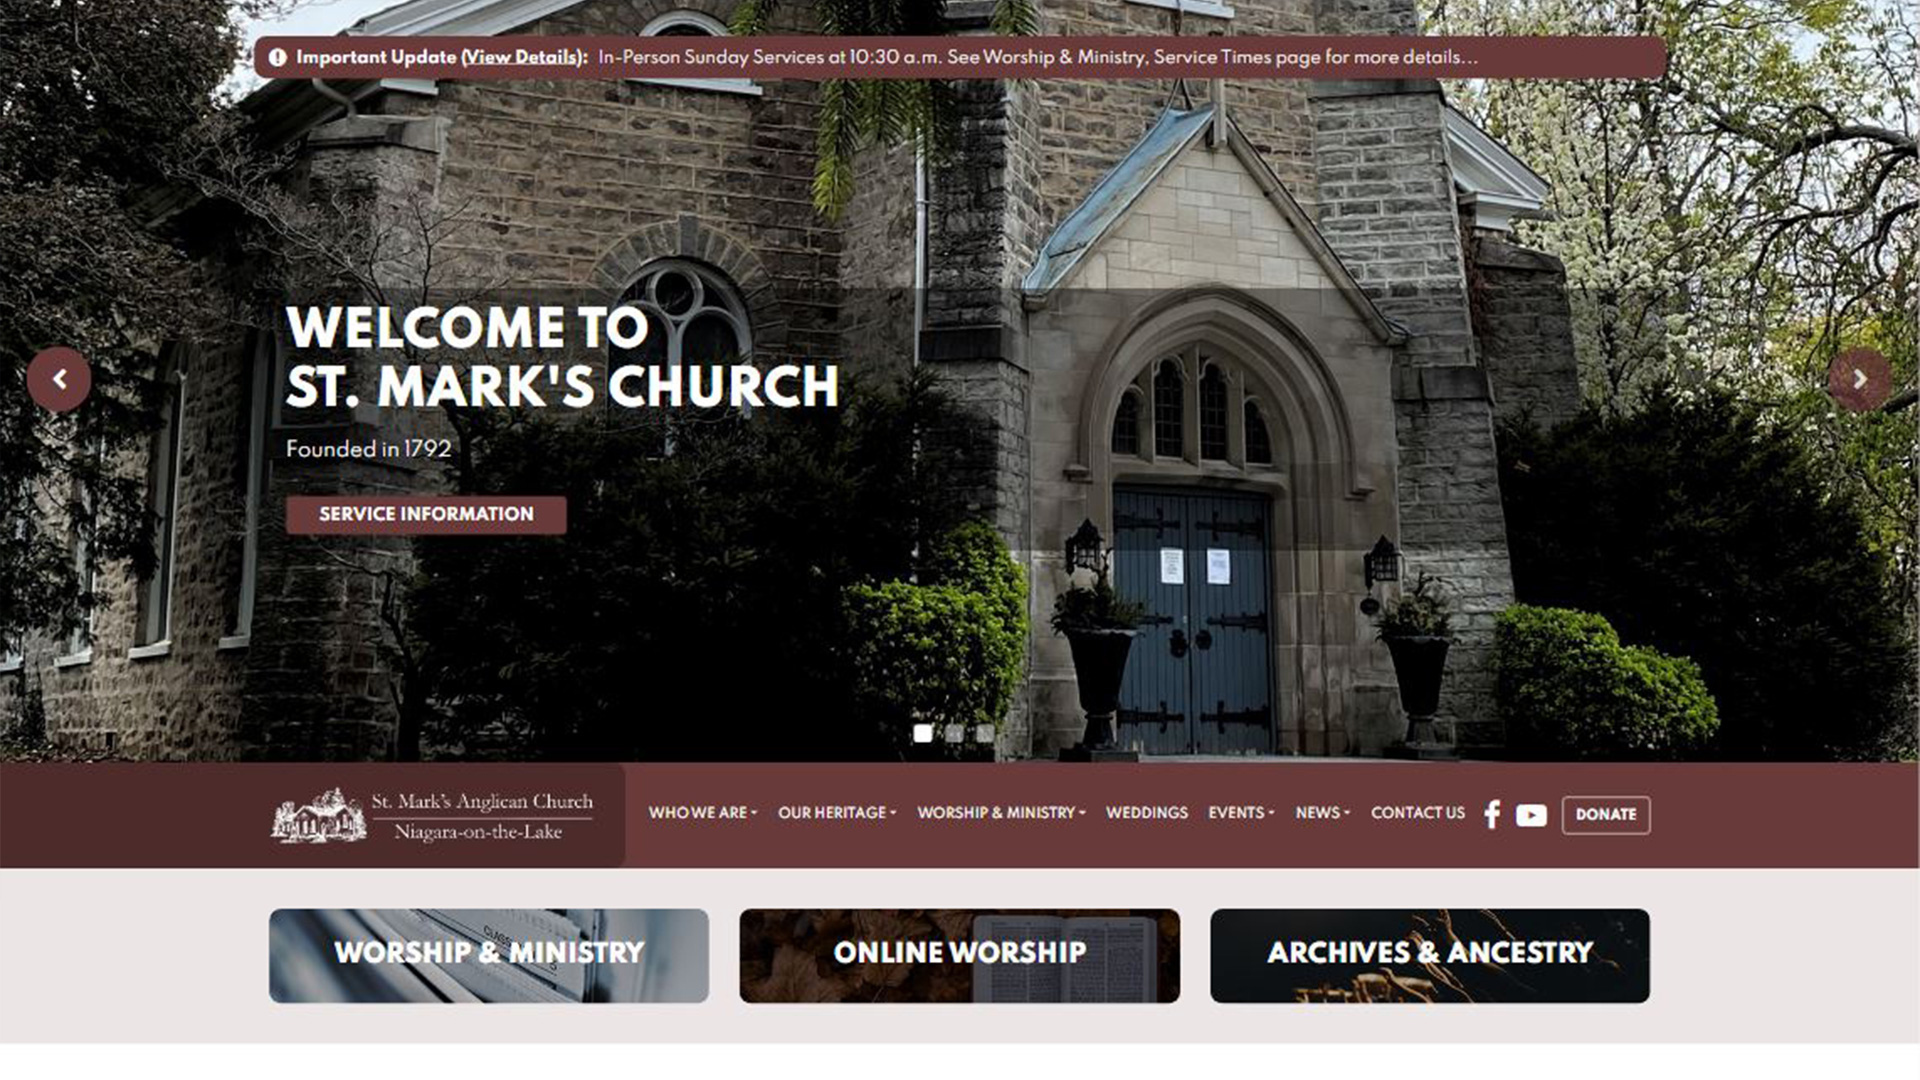 Important Update (View Details): In-Person Sunday Services at 10:30 a.m. See Worship & Ministry, Service Times page for more details...
WELCOME TO
ST. MARK'S CHURCH
Founded in 1792
SERVICE INFORMATION
St. Mark's Anglican Church
Niagara-on-the-Lake
WHO WE ARE
OUR HERITAGE
WORSHIP & MINISTRY
WEDDINGS
EVENTS
NEWS
CONTACT US
DONATE
WORSHIP & MINISTRY
ONLINE WORSHIP
ARCHIVES & ANCESTRY